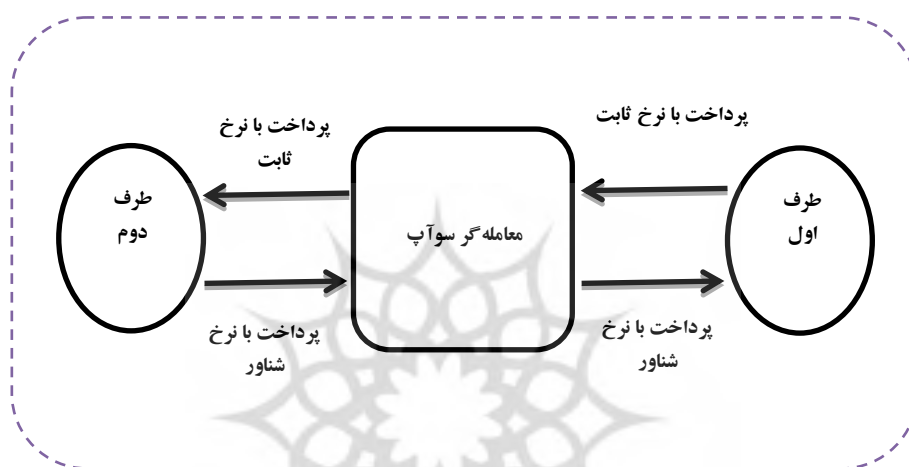 پرداخت با نرخ ثابت
پرداخت با نرخ
ثابت
طرف
اول
معامله‌گر سوآپ
طرف
دوم
پرداخت با نرخ
شناور
پرداخت با نرخ
شناور